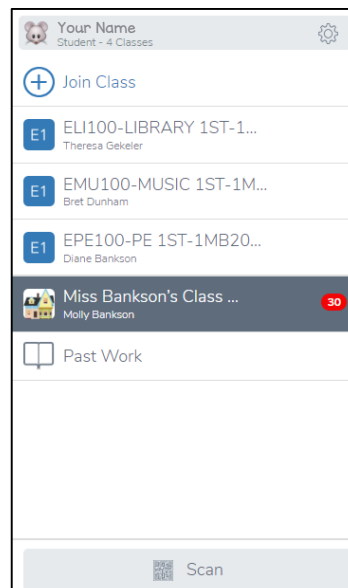 Your Name
Student - 4 Classes
Join Class
E1
ELI100-LIBRARY 1ST-1...
Theresa Gekeler
E1
EMU100-MUSIC 1ST-1M...
Bret Dunham
E1
EPE100-PE 1ST-1MB20...
Diane Bankson
Miss Bankson's Class ...
Molly Bankson
30
Past Work
Scan